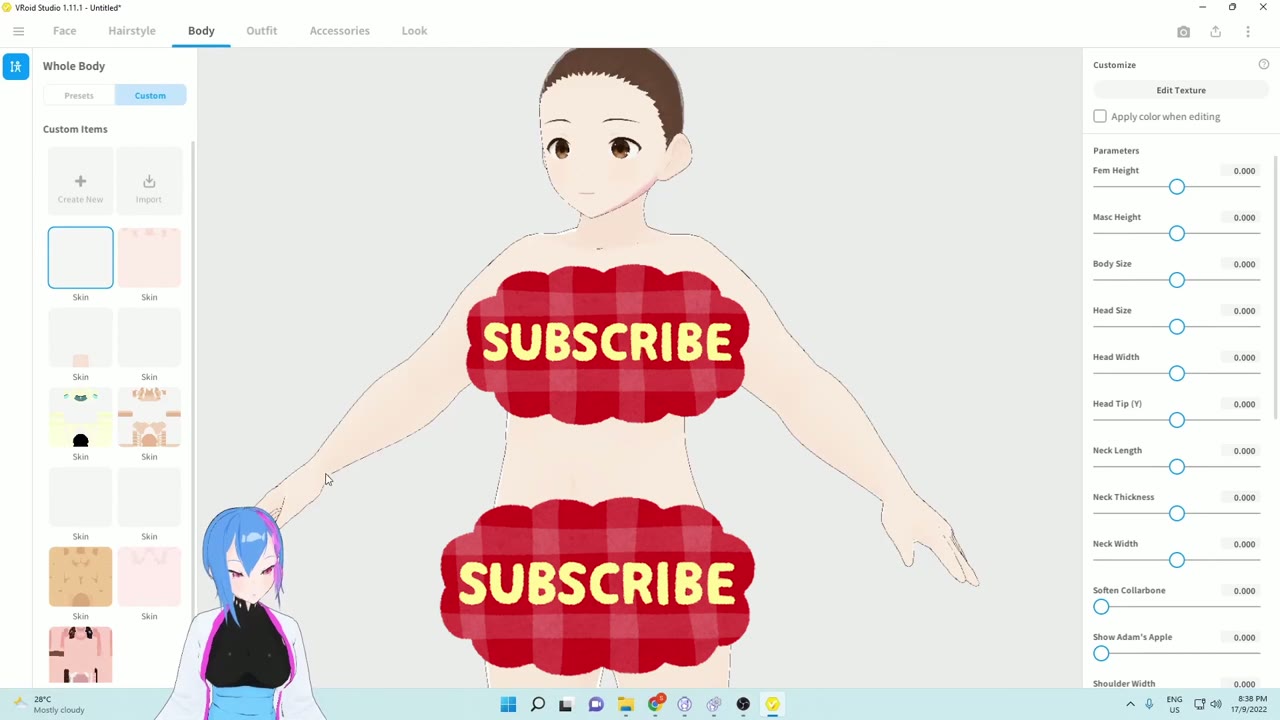 VRoid Studio 1.11.1 - Untitled*
Face
Hairstyle
Body
Outfit
Accessories
Look
Whole Body
Presets
Custom
Custom Items
Create New
Import
Skin
Skin
Skin
Skin
Skin
Skin
Skin
Skin
Skin
Skin
SUBSCRIBE
SUBSCRIBE
Customize
Edit Texture
Apply color when editing
Parameters
Fem Height 0.000
Masc Height 0.000
Body Size 0.000
Head Size 0.000
Head Width 0.000
Head Tip (Y) 0.000
Neck Length 0.000
Neck Thickness 0.000
Neck Width 0.000
Soften Collarbone 0.000
Show Adam's Apple 0.000
Shoulder Width 0.000
28°C
Mostly cloudy
ENG
US
8:38 PM
17/9/2022